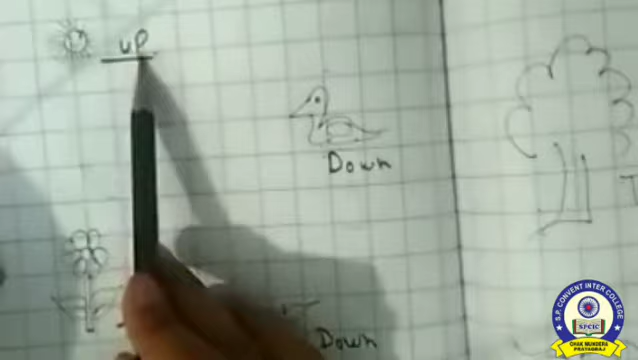 up
Down
Down
S.P. CONVENT INTER COLLEGE
SPCIC
CHAK MUNDERA
PRAYAGRAJ